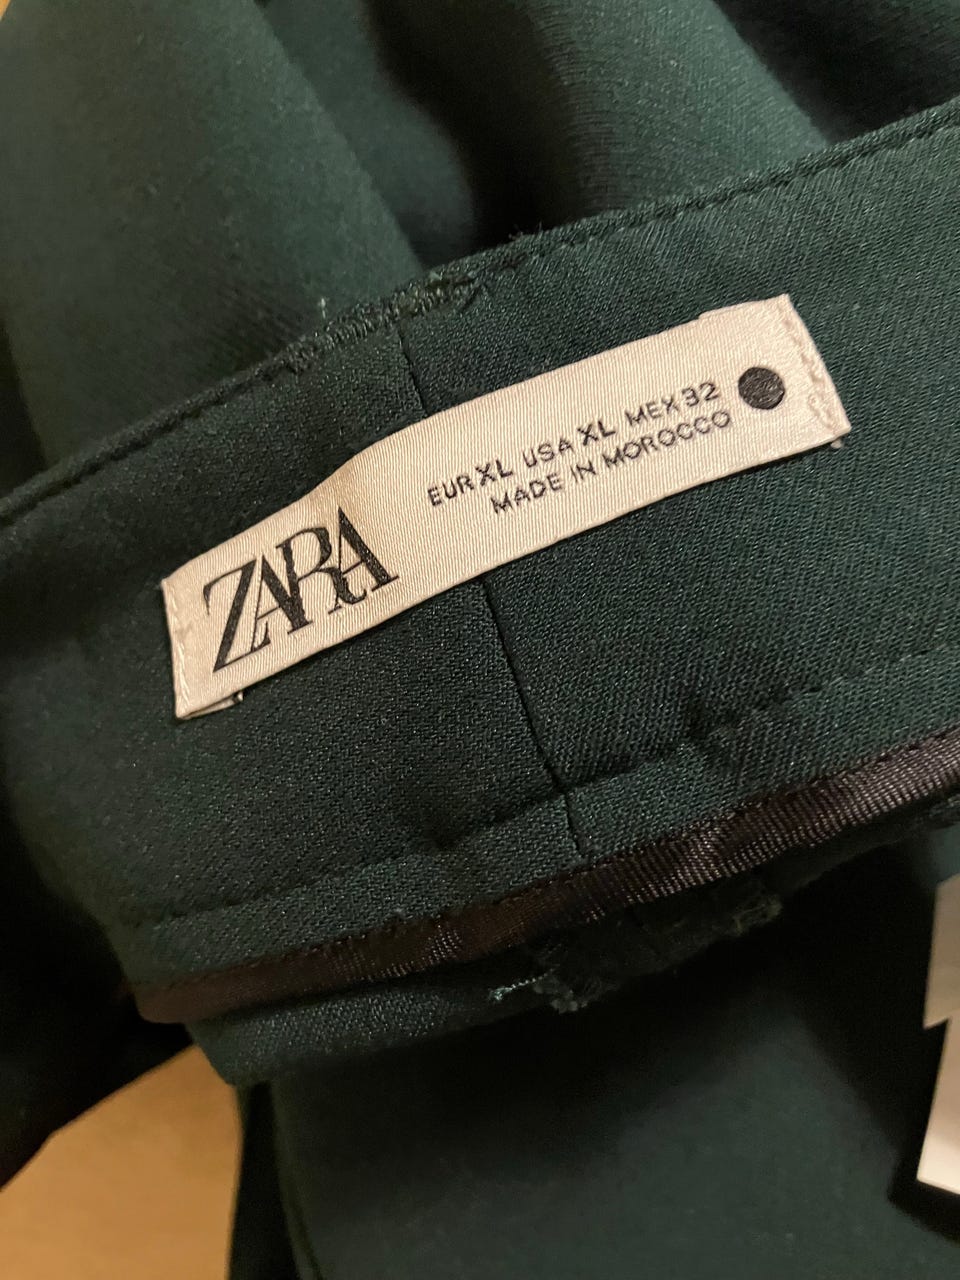 ZARA
EUR XL USA XL MEX 32
MADE IN MOROCCO